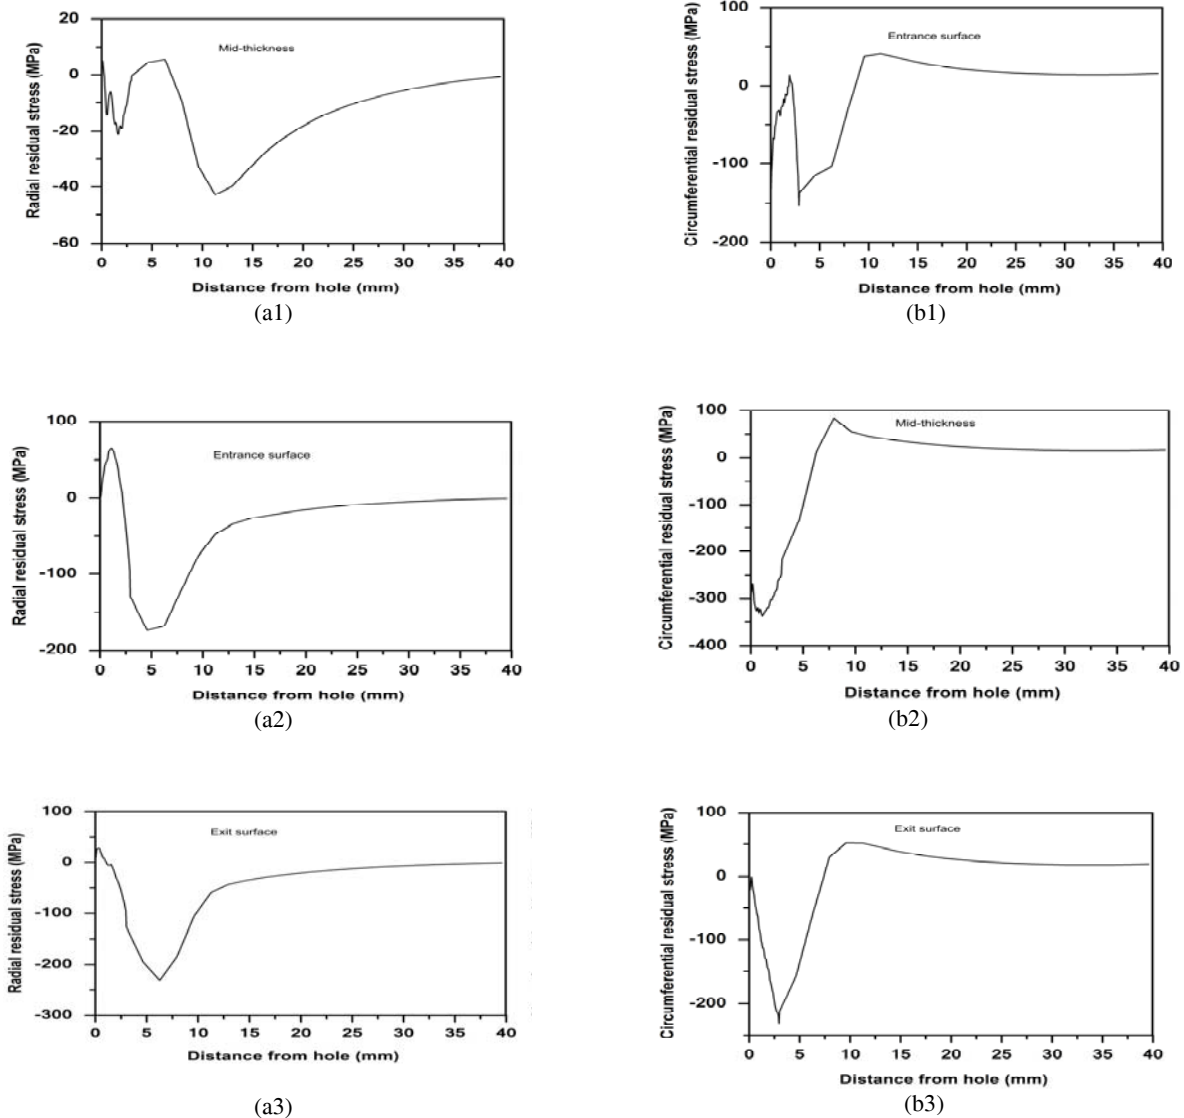 20
0
-20
-40
-60
Radial residual stress (MPa)
Mid-thickness
0 5 10 15 20 25 30 35 40
Distance from hole (mm)
(a1)
100
0
-100
-200
Circumferential residual stress (MPa)
Entrance surface
0 5 10 15 20 25 30 35 40
Distance from hole (mm)
(b1)
100
0
-100
-200
Radial residual stress (MPa)
Entrance surface
0 5 10 15 20 25 30 35 40
Distance from hole (mm)
(a2)
100
0
-100
-200
-300
-400
Circumferential residual stress (MPa)
Mid-thickness
0 5 10 15 20 25 30 35 40
Distance from hole (mm)
(b2)
100
0
-100
-200
-300
Radial residual stress (MPa)
Exit surface
0 5 10 15 20 25 30 35 40
Distance from hole (mm)
(a3)
100
0
-100
-200
Circumferential residual stress (MPa)
Exit surface
0 5 10 15 20 25 30 35 40
Distance from hole (mm)
(b3)